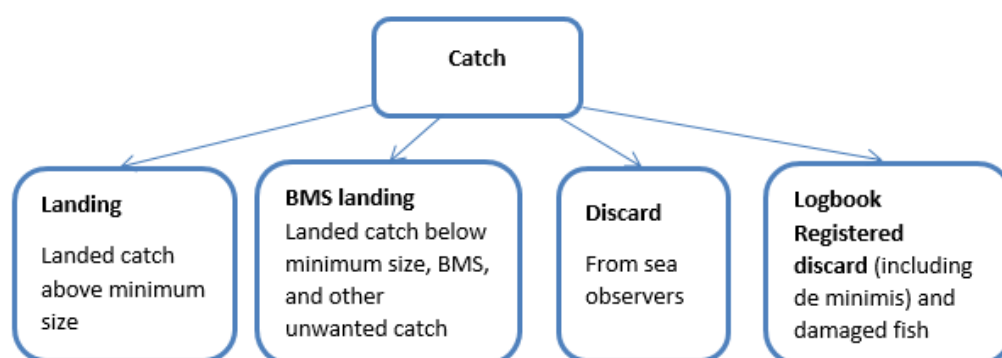 Catch
Landing
Landed catch
above minimum
size
BMS landing
Landed catch below
minimum size, BMS,
and other
unwanted catch
Discard
From sea
observers
Logbook
Registered
discard (including
de minimis) and
damaged fish